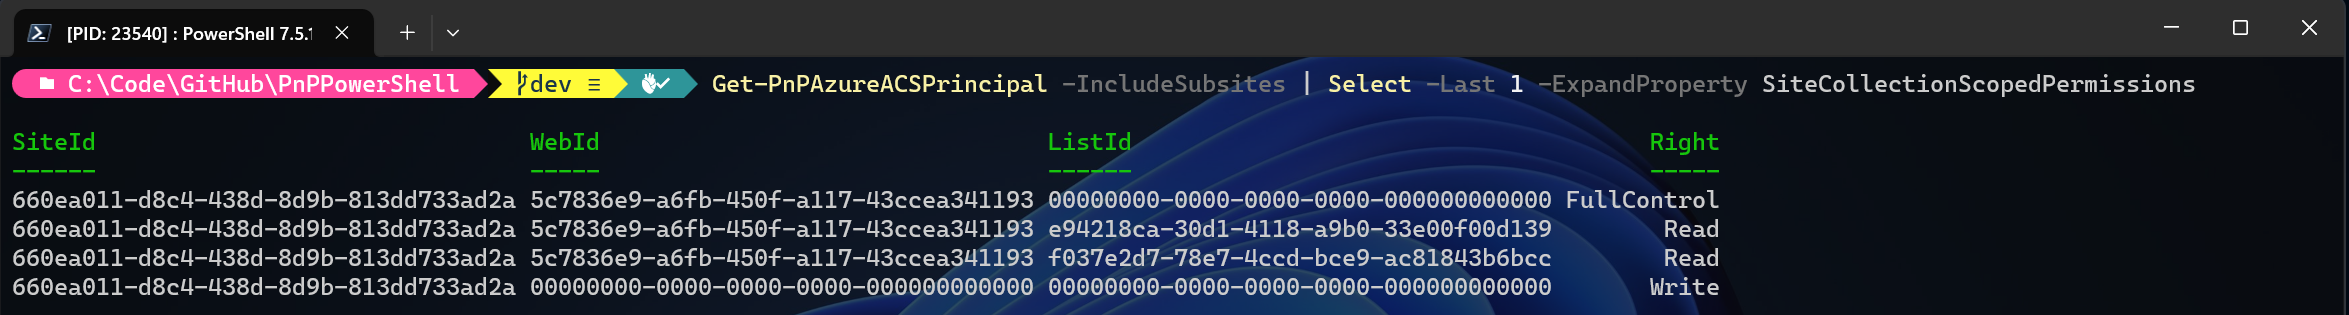 [PID: 23540] : PowerShell 7.5.1
C:\Code\GitHub\PnPPowerShell dev ≡ Get-PnPAzureACSPrincipal -IncludeSubsites | Select -Last 1 -ExpandProperty SiteCollectionScopedPermissions
SiteId WebId ListId Right
------ ----- ------ -----
660ea011-d8c4-438d-8d9b-813dd733ad2a 5c7836e9-a6fb-450f-a117-43ccea341193 00000000-0000-0000-0000-000000000000 FullControl
660ea011-d8c4-438d-8d9b-813dd733ad2a 5c7836e9-a6fb-450f-a117-43ccea341193 e94218ca-30d1-4118-a9b0-33e00f00d139 Read
660ea011-d8c4-438d-8d9b-813dd733ad2a 5c7836e9-a6fb-450f-a117-43ccea341193 f037e2d7-78e7-4ccd-bce9-ac81843b6bcc Read
660ea011-d8c4-438d-8d9b-813dd733ad2a 00000000-0000-0000-0000-000000000000 00000000-0000-0000-0000-000000000000 Write